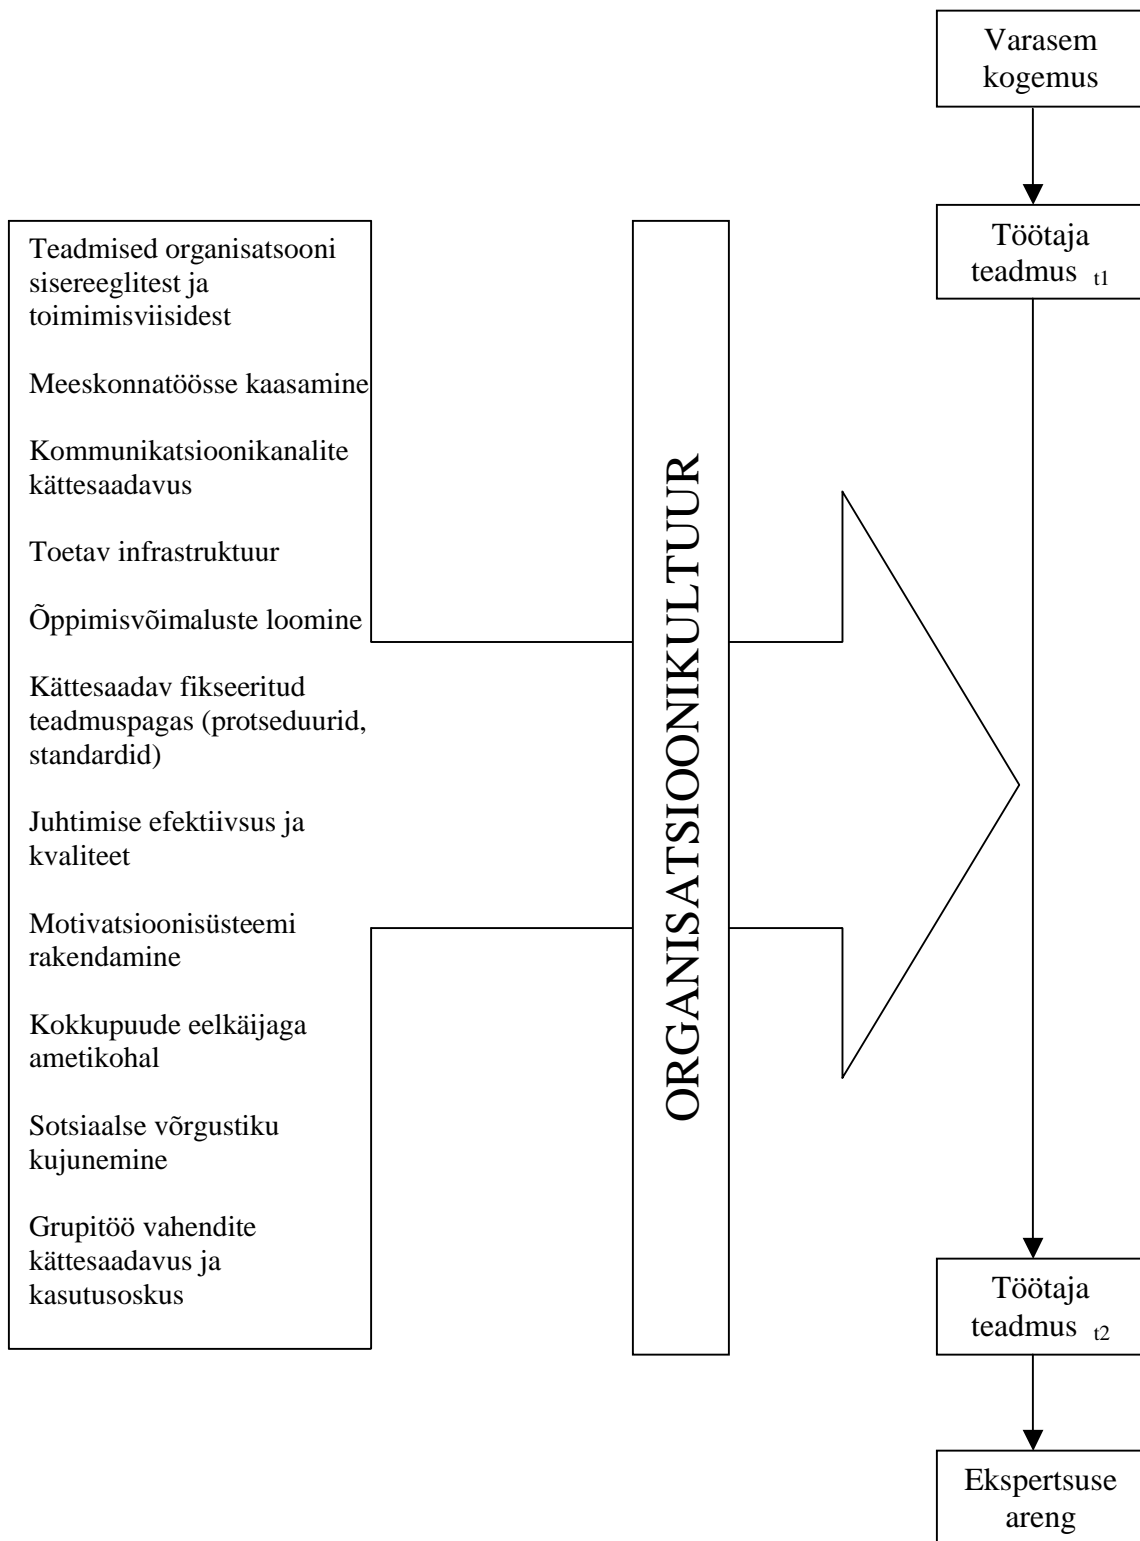 Varasem
kogemus
Töötaja
teadmus t1
Teadmised organisatsooni
sisereeglitest ja
toimimisviisidest
Meeskonnatöösse kaasamine
Kommunikatsioonikanalite
kättesaadavus
Toetav infrastruktuur
Õppimisvõimaluste loomine
Kättesaadav fikseeritud
teadmuspagas (protseduurid,
standardid)
Juhtimise efektiivsus ja
kvaliteet
Motivatsioonisüsteemi
rakendamine
Kokkupuude eelkäijaga
ametikohal
Sotsiaalse võrgustiku
kujunemine
Grupitöö vahendite
kättesaadavus ja
kasutusoskus
ORGANISATSIOONIKULTUUR
Töötaja
teadmus t2
Ekspertsuse
areng